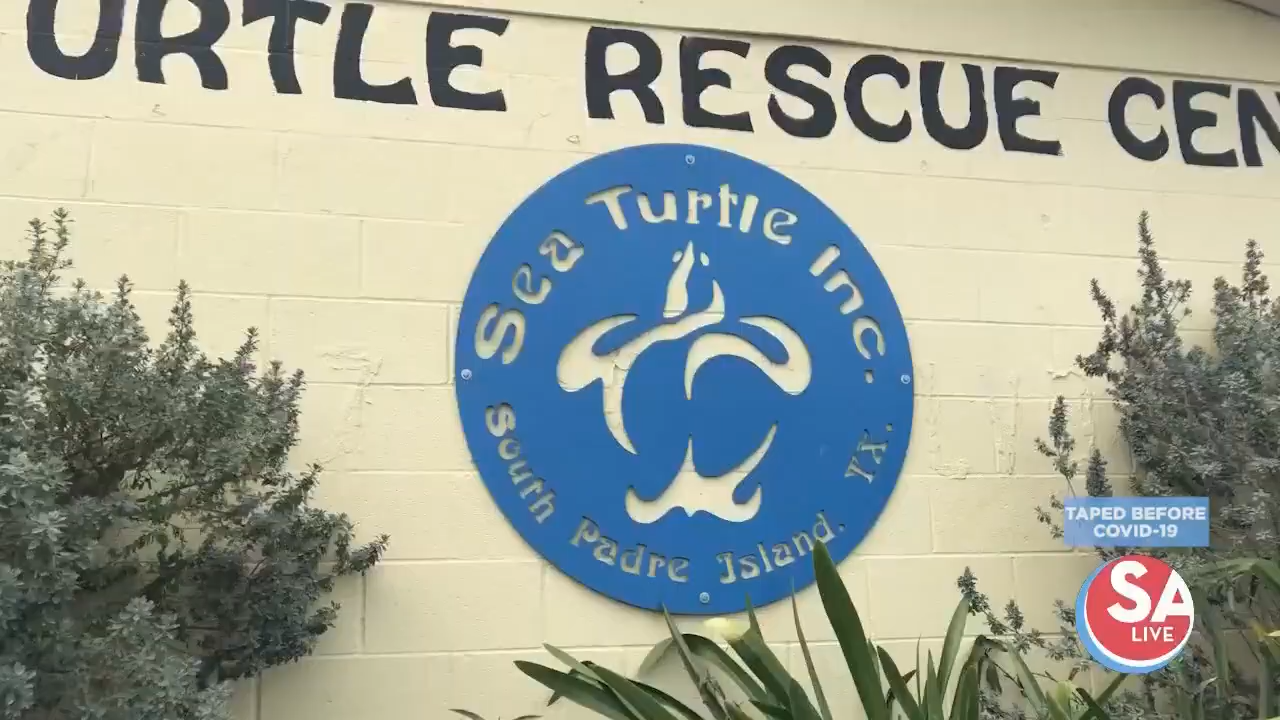 URTLE RESCUE CEN
Sea Turtle Inc.
South Padre Island. TX.
TAPED BEFORE
COVID-19
SA
LIVE